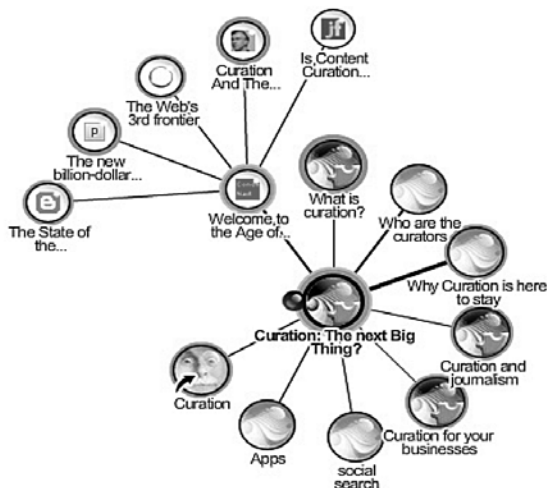 Curation
And The...
Is Content
Curation...
The Web's
3rd frontier
P
The new
billion-dollar...
The State of
the...
Welcome to
the Age of...
What is
curation?
Who are the
curators
Why Curation is here
to stay
Curation: The next Big
Thing?
Curation and
journalism
Curation
Curation for your
businesses
Apps
social
search